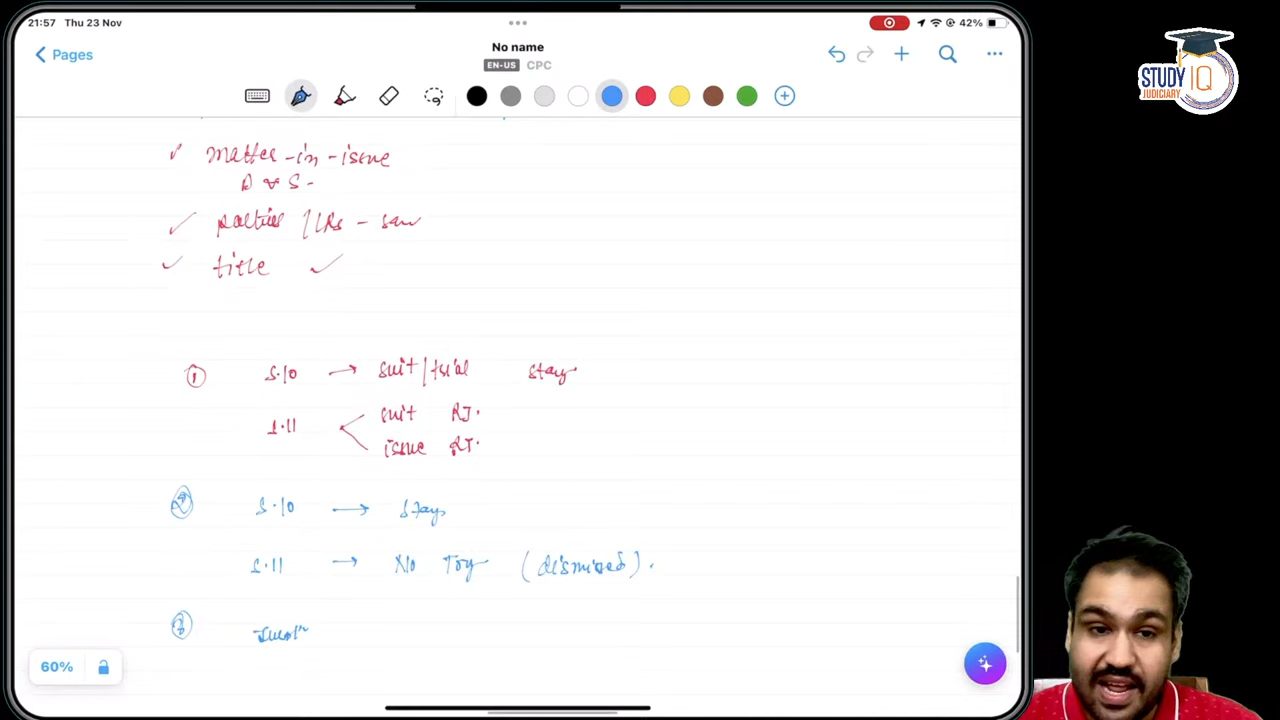 21:57 Thu 23 Nov
42%
Pages
No name
EN-US CPC
STUDY IQ
JUDICIARY
matter-in-issue
D & S -
parties / LRs - same
title
① S.10 → suit/trial stay
S.11 suit RJ.
issue RJ.
② S.10 → stays
S.11 → No Try (dismissed).
③
60%